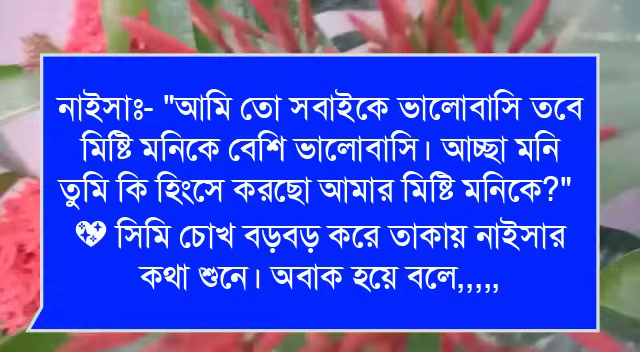 নাইসাঃ- "আমি তো সবাইকে ভালোবাসি তবে
মিষ্টি মনিকে বেশি ভালোবাসি। আচ্ছা মনি
তুমি কি হিংসে করছো আমার মিষ্টি মনিকে?"
💖 সিমি চোখ বড়বড় করে তাকায় নাইসার
কথা শুনে। অবাক হয়ে বলে,,,,,